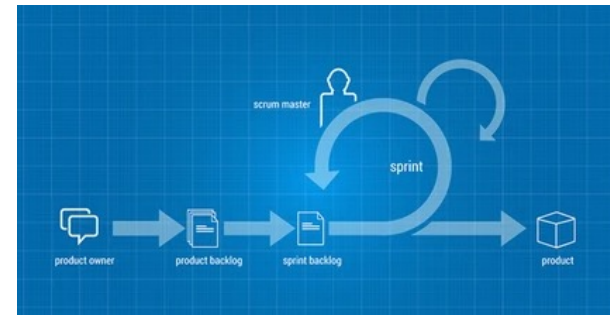 scrum master
sprint
product owner
product backlog
sprint backlog
product